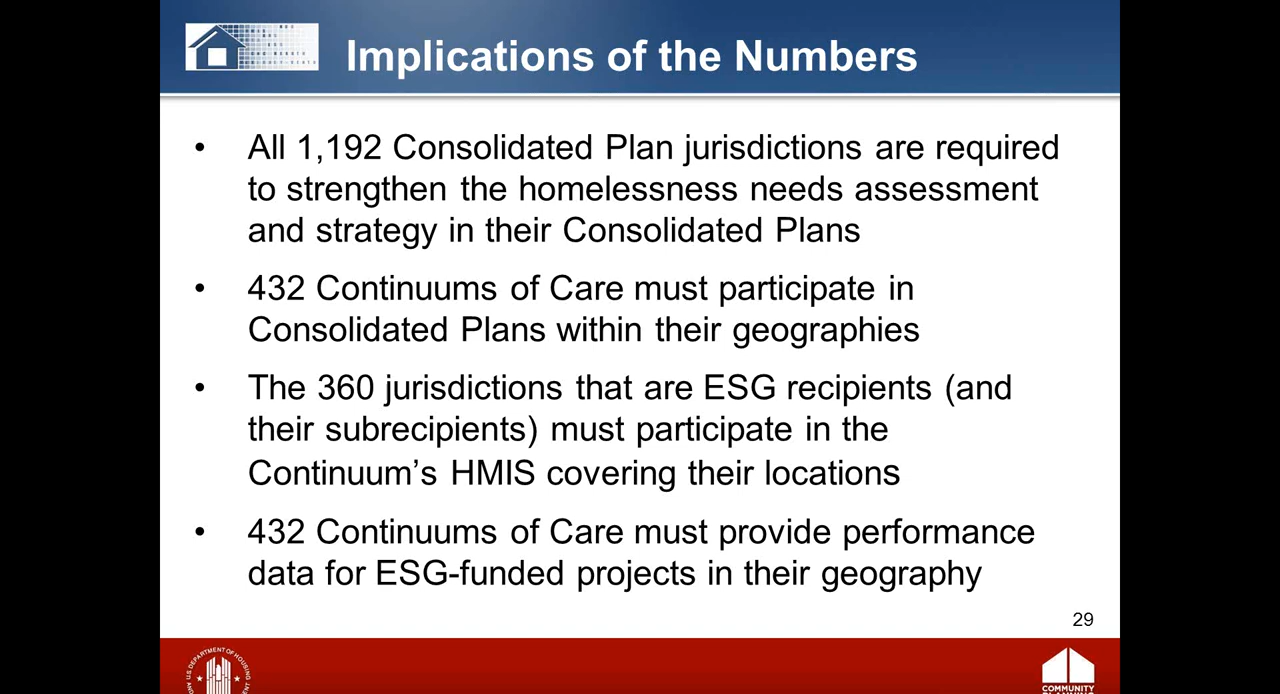 Implications of the Numbers
• All 1,192 Consolidated Plan jurisdictions are required
to strengthen the homelessness needs assessment
and strategy in their Consolidated Plans
• 432 Continuums of Care must participate in
Consolidated Plans within their geographies
• The 360 jurisdictions that are ESG recipients (and
their subrecipients) must participate in the
Continuum’s HMIS covering their locations
• 432 Continuums of Care must provide performance
data for ESG-funded projects in their geography
29
U.S. DEPARTMENT OF HOUSING
COMMUNITY